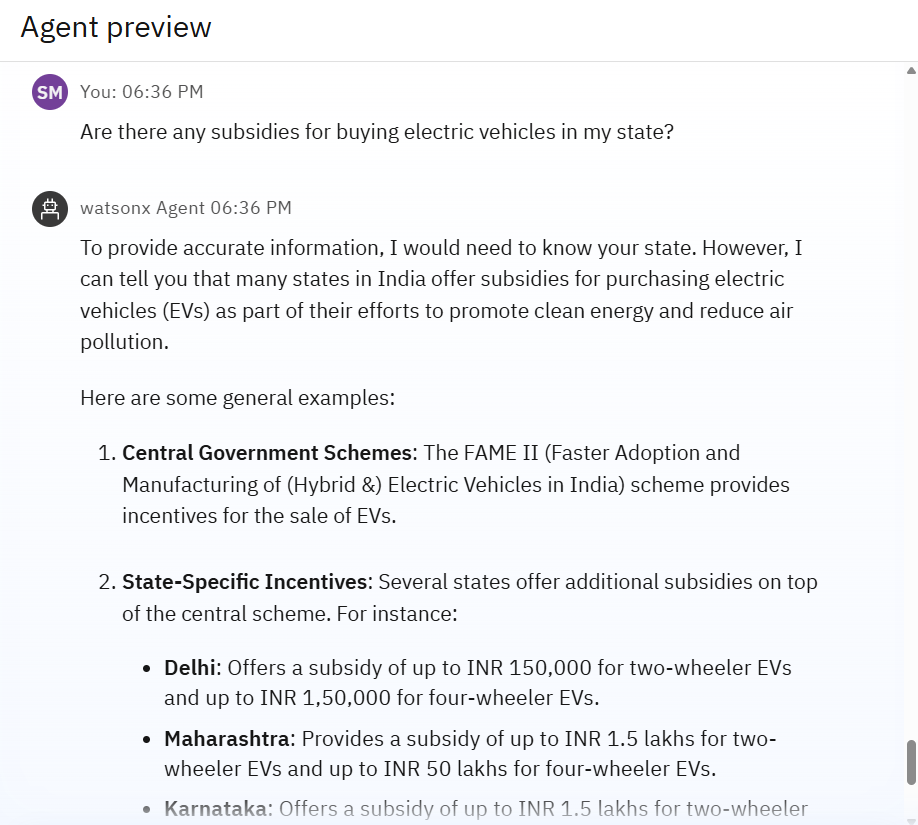 Agent preview
SM
You: 06:36 PM
Are there any subsidies for buying electric vehicles in my state?
watsonx Agent 06:36 PM
To provide accurate information, I would need to know your state. However, I
can tell you that many states in India offer subsidies for purchasing electric
vehicles (EVs) as part of their efforts to promote clean energy and reduce air
pollution.
Here are some general examples:
1. Central Government Schemes: The FAME II (Faster Adoption and
Manufacturing of (Hybrid &) Electric Vehicles in India) scheme provides
incentives for the sale of EVs.
2. State-Specific Incentives: Several states offer additional subsidies on top
of the central scheme. For instance:
• Delhi: Offers a subsidy of up to INR 150,000 for two-wheeler EVs
and up to INR 1,50,000 for four-wheeler EVs.
• Maharashtra: Provides a subsidy of up to INR 1.5 lakhs for two-
wheeler EVs and up to INR 50 lakhs for four-wheeler EVs.
• Karnataka: Offers a subsidy of up to INR 1.5 lakhs for two-wheeler